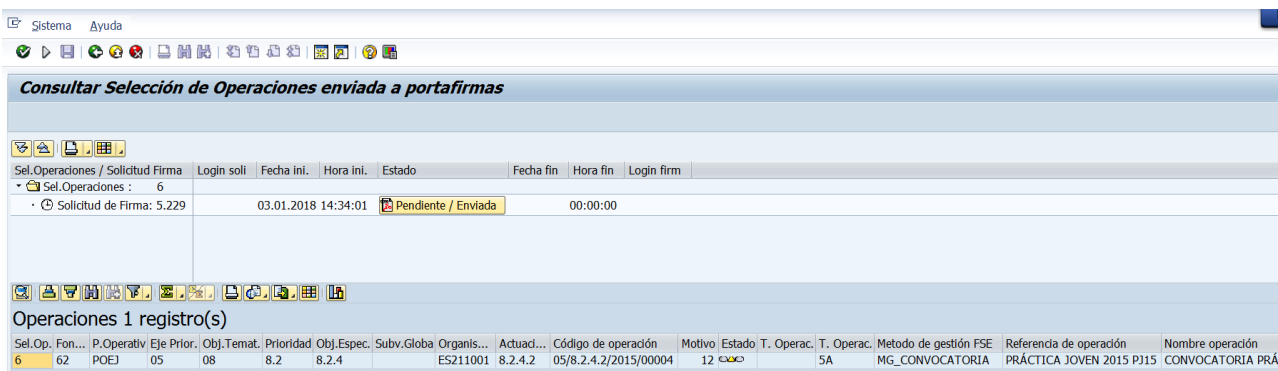 Sistema Ayuda
Consultar Selección de Operaciones enviada a portafirmas
Sel.Operaciones / Solicitud Firma Login soli Fecha ini. Hora ini. Estado Fecha fin Hora fin Login firm
Sel.Operaciones : 6
Solicitud de Firma: 5.229 03.01.2018 14:34:01 Pendiente / Enviada 00:00:00
Operaciones 1 registro(s)
Sel.Op. Fon... P.Operativ Eje Prior. Obj.Temat. Prioridad Obj.Espec. Subv.Globa Organis... Actuaci... Código de operación Motivo Estado T. Operac. T. Operac. Metodo de gestión FSE Referencia de operación Nombre operación
6 62 POEJ 05 08 8.2 8.2.4 ES211001 8.2.4.2 05/8.2.4.2/2015/00004 12 5A MG_CONVOCATORIA PRÁCTICA JOVEN 2015 PJ15 CONVOCATORIA PRÁ